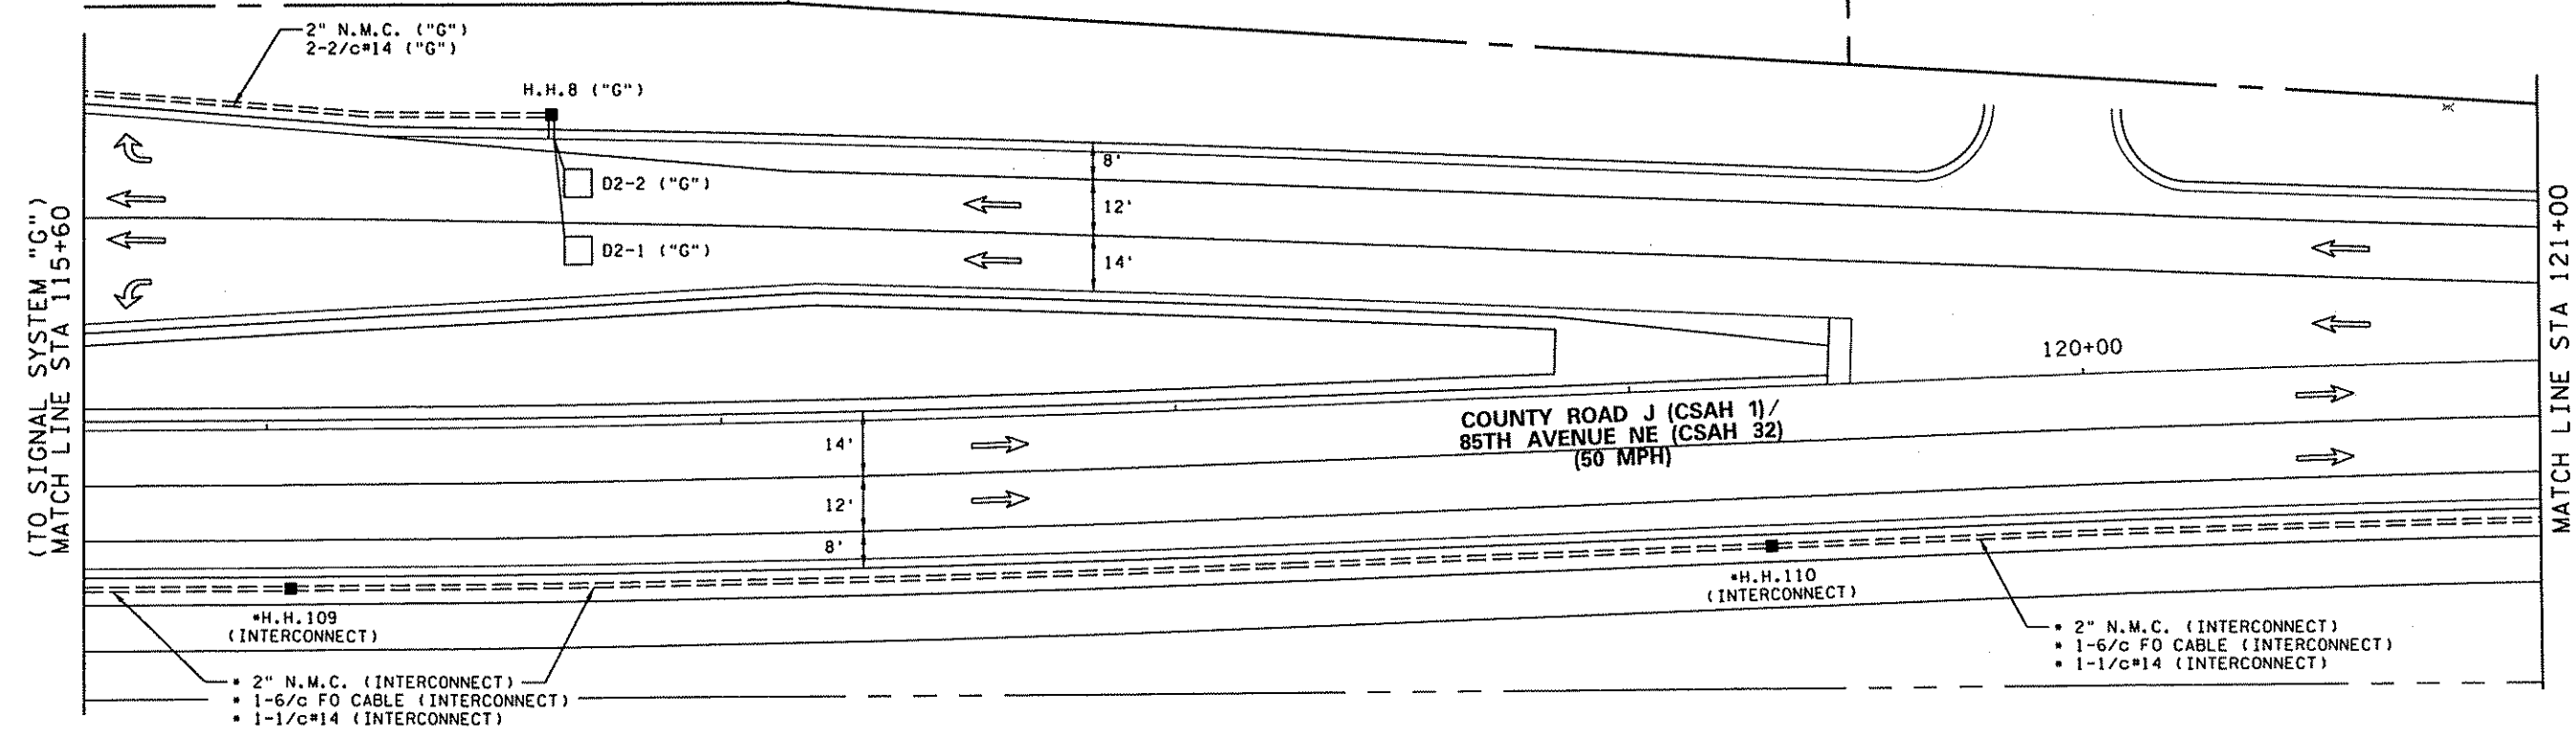 2" N.M.C. ("G")
2-2/c#14 ("G")
H.H.8 ("G")
D2-2 ("G")
D2-1 ("G")
8'
12'
14'
(TO SIGNAL SYSTEM "G")
MATCH LINE STA 115+60
MATCH LINE STA 121+00
120+00
COUNTY ROAD J (CSAH 1)/
85TH AVENUE NE (CSAH 32)
(50 MPH)
14'
12'
8'
*H.H.109
(INTERCONNECT)
*H.H.110
(INTERCONNECT)
* 2" N.M.C. (INTERCONNECT)
* 1-6/c FO CABLE (INTERCONNECT)
* 1-1/c#14 (INTERCONNECT)
* 2" N.M.C. (INTERCONNECT)
* 1-6/c FO CABLE (INTERCONNECT)
* 1-1/c#14 (INTERCONNECT)